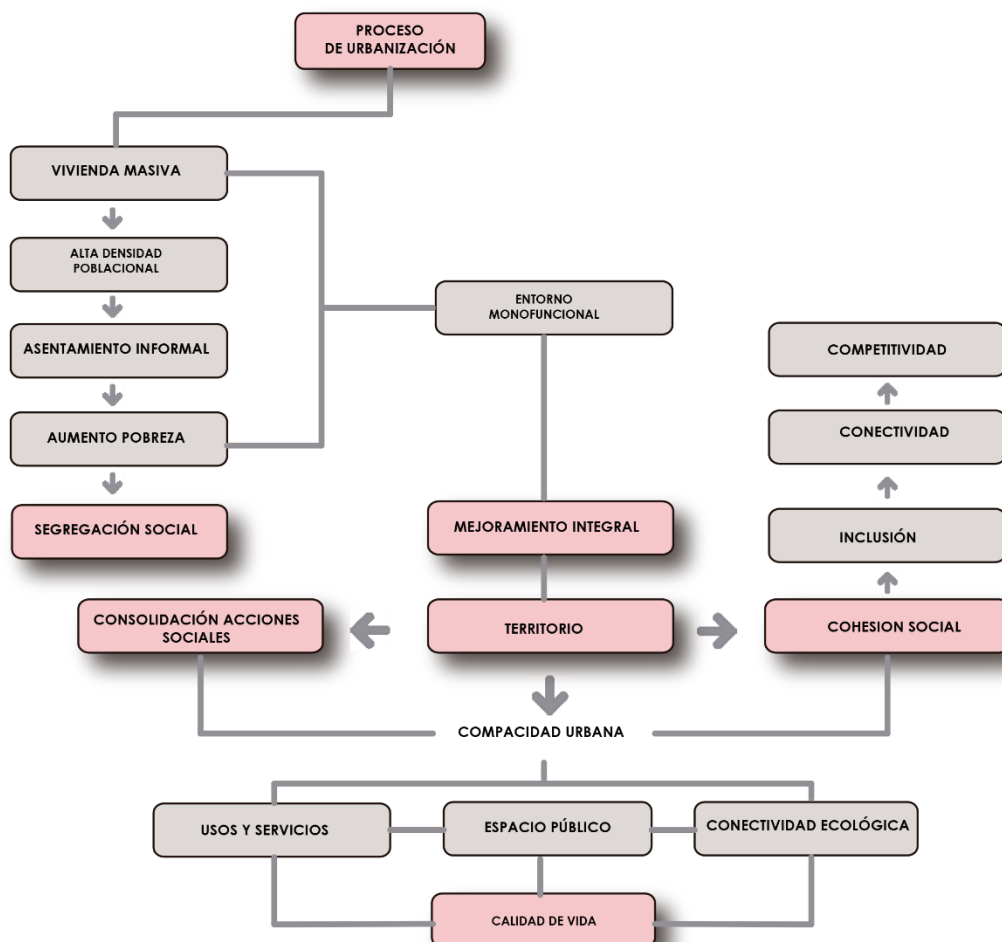 PROCESO
DE URBANIZACIÓN
VIVIENDA MASIVA
ALTA DENSIDAD
POBLACIONAL
ASENTAMIENTO INFORMAL
AUMENTO POBREZA
SEGREGACIÓN SOCIAL
ENTORNO
MONOFUNCIONAL
MEJORAMIENTO INTEGRAL
COMPETITIVIDAD
CONECTIVIDAD
INCLUSIÓN
CONSOLIDACIÓN ACCIONES
SOCIALES
TERRITORIO
COHESION SOCIAL
COMPACIDAD URBANA
USOS Y SERVICIOS
ESPACIO PÚBLICO
CONECTIVIDAD ECOLÓGICA
CALIDAD DE VIDA